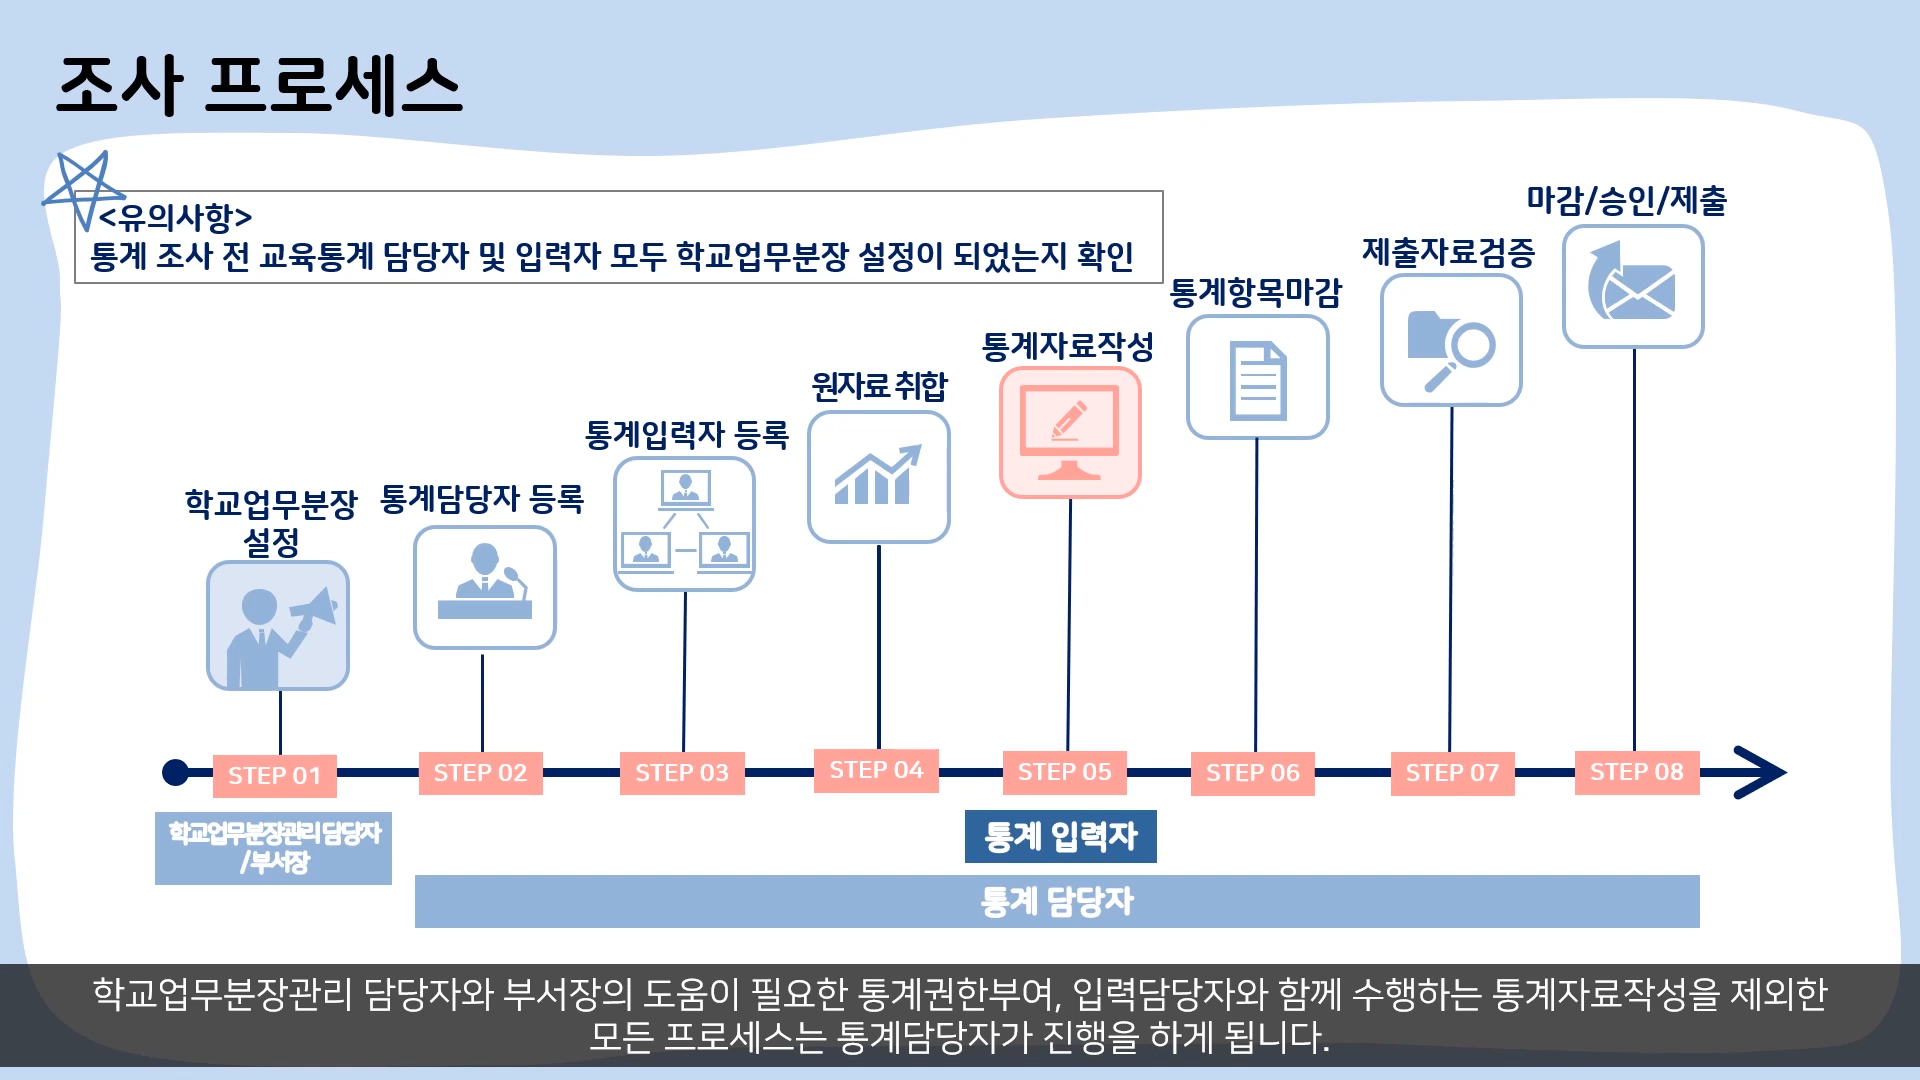 조사 프로세스
<유의사항>
통계 조사 전 교육통계 담당자 및 입력자 모두 학교업무분장 설정이 되었는지 확인
학교업무분장
설정
통계담당자 등록
통계입력자 등록
원자료 취합
통계자료작성
통계항목마감
제출자료검증
마감/승인/제출
STEP 01
STEP 02
STEP 03
STEP 04
STEP 05
STEP 06
STEP 07
STEP 08
학교업무분장관리 담당자
/부서장
통계 입력자
통계 담당자
학교업무분장관리 담당자와 부서장의 도움이 필요한 통계권한부여, 입력담당자와 함께 수행하는 통계자료작성을 제외한
모든 프로세스는 통계담당자가 진행을 하게 됩니다.